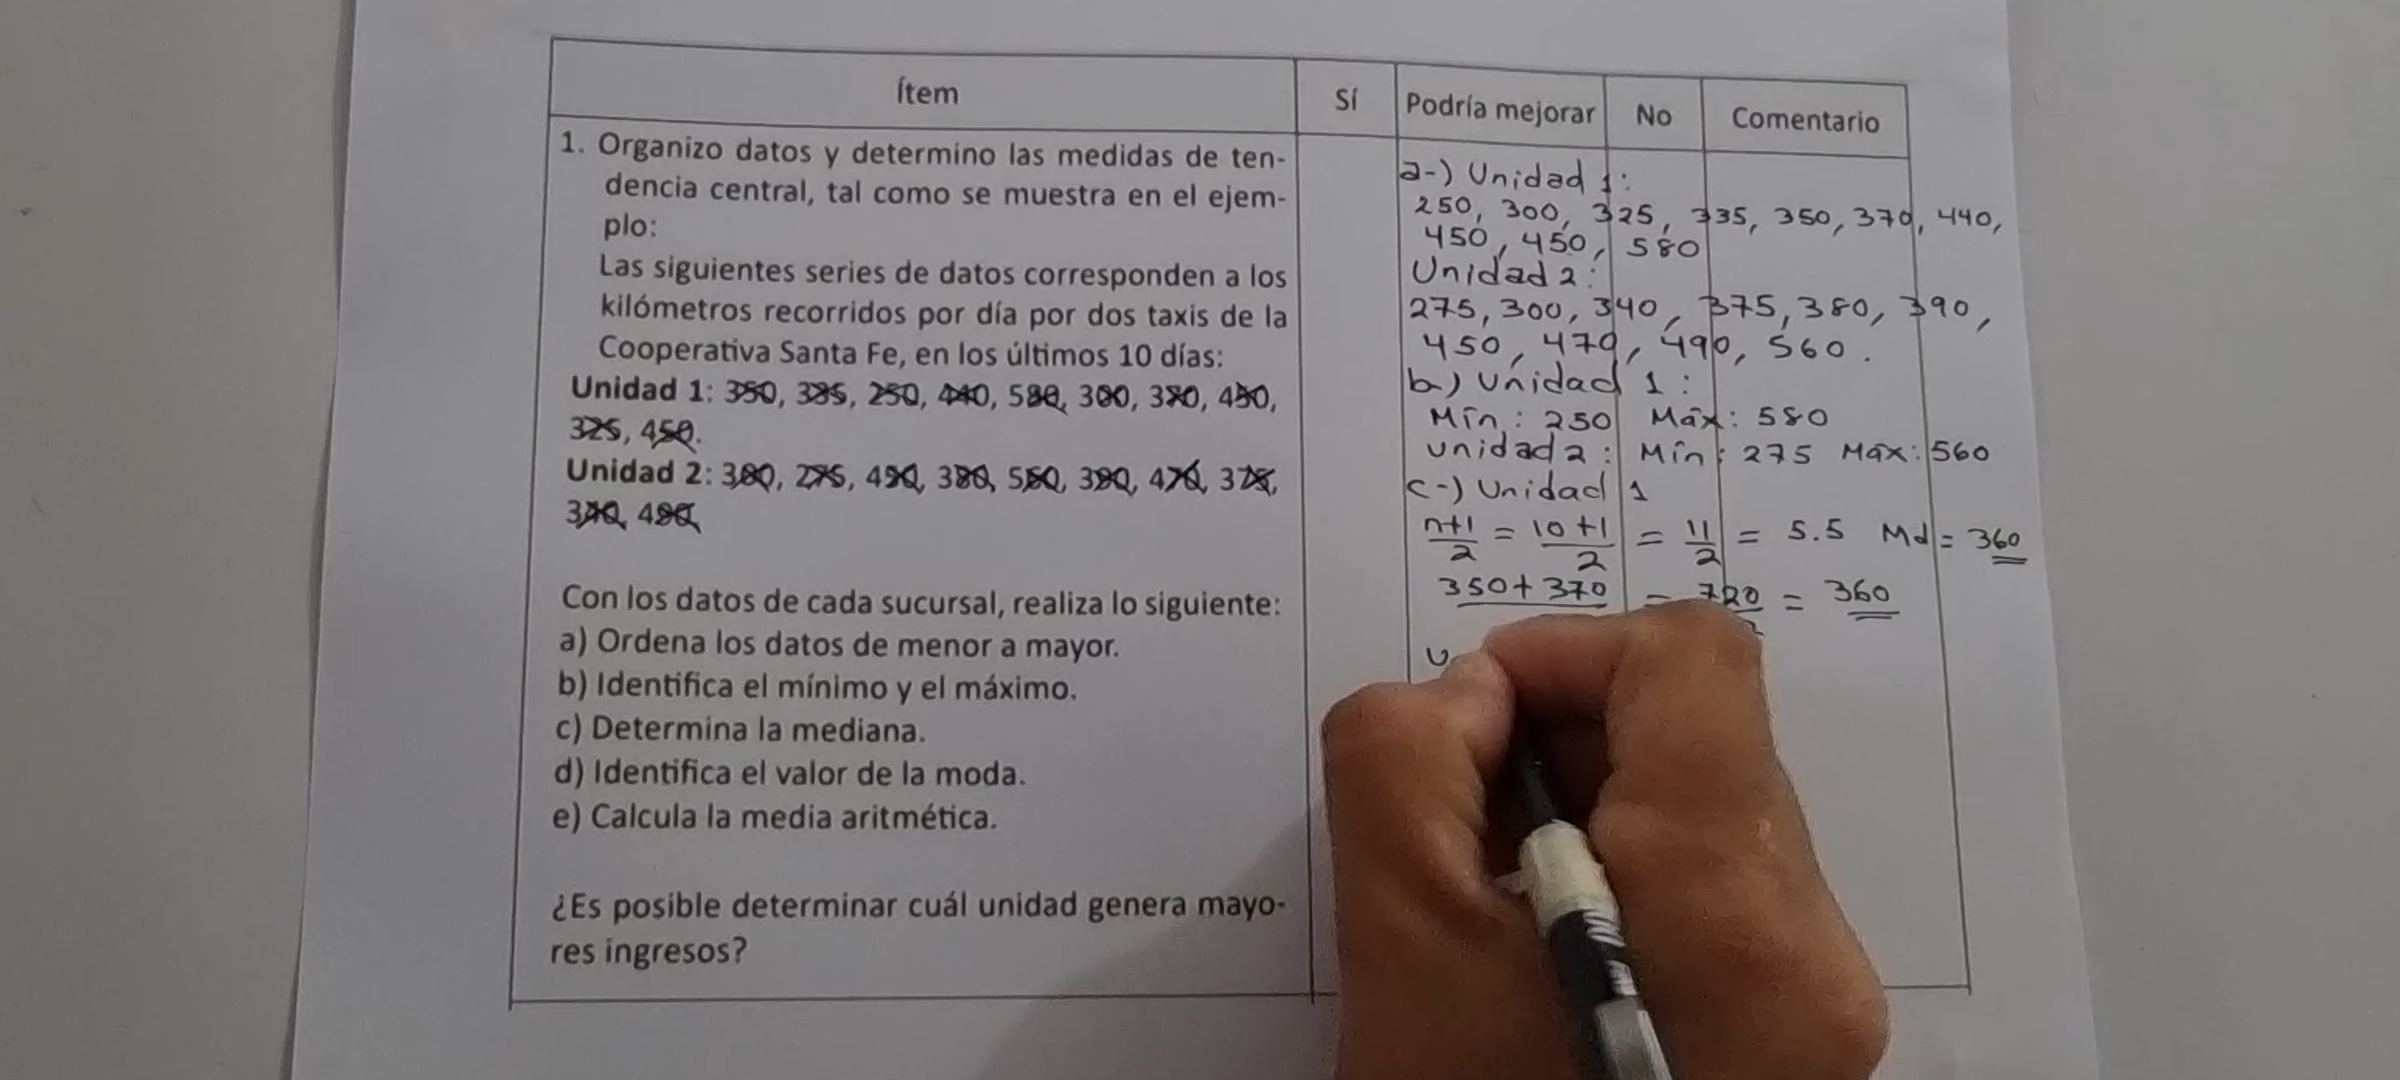 Ítem
Sí
Podría mejorar
No
Comentario
1. Organizo datos y determino las medidas de ten-
dencia central, tal como se muestra en el ejem-
plo:
Las siguientes series de datos corresponden a los
kilómetros recorridos por día por dos taxis de la
Cooperativa Santa Fe, en los últimos 10 días:
Unidad 1: 350, 335, 250, 440, 580, 300, 370, 450,
325, 450.
Unidad 2: 300, 275, 450, 380, 560, 390, 470, 375,
340, 490
Con los datos de cada sucursal, realiza lo siguiente:
a) Ordena los datos de menor a mayor.
b) Identifica el mínimo y el máximo.
c) Determina la mediana.
d) Identifica el valor de la moda.
e) Calcula la media aritmética.
¿Es posible determinar cuál unidad genera mayo-
res ingresos?
a-) Unidad 1:
250, 300, 325, 335, 350, 370, 440,
450, 450, 580
Unidad 2:
275, 300, 340, 375, 380, 390,
450, 470, 490, 560.
b-) Unidad 1:
Mín: 250 Máx: 580
Unidad 2: Mín: 275 Máx: 560
c-) Unidad 1
n+1/2 = 10+1/2 = 11/2 = 5.5 Md = 360
350+370 = 720/2 = 360
U